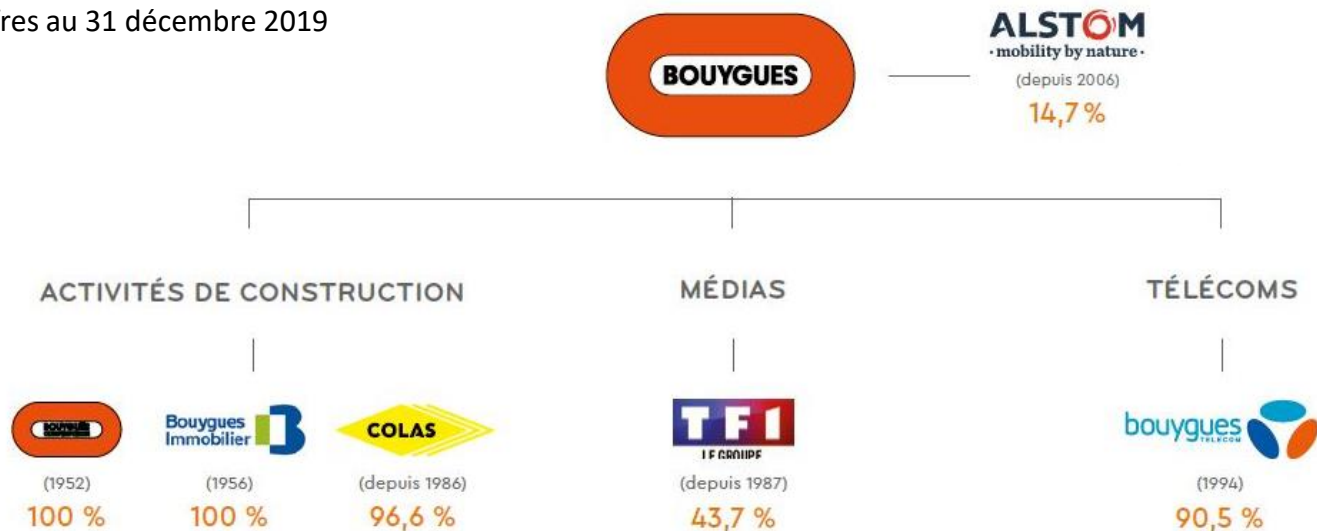 res au 31 décembre 2019
BOUYGUES
ALSTOM
· mobility by nature ·
(depuis 2006)
14,7 %
ACTIVITÉS DE CONSTRUCTION
MÉDIAS
TÉLÉCOMS
BOUYGUES
Bouygues
Immobilier
COLAS
TF1
LE GROUPE
bouygues
TELECOM
(1952)
(1956)
(depuis 1986)
(depuis 1987)
(1994)
100 %
100 %
96,6 %
43,7 %
90,5 %